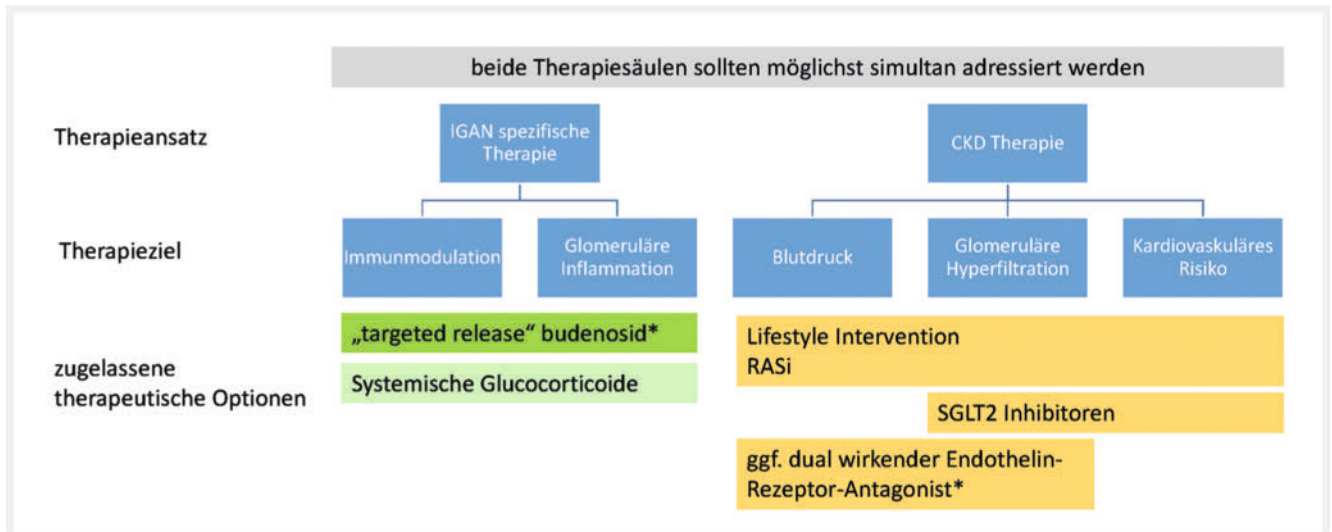 beide Therapiesäulen sollten möglichst simultan adressiert werden
Therapieansatz
IGAN spezifische
Therapie
CKD Therapie
Therapieziel
Immunmodulation
Glomeruläre
Inflammation
Blutdruck
Glomeruläre
Hyperfiltration
Kardiovaskuläres
Risiko
zugelassene
therapeutische Optionen
„targeted release“ budenosid*
Systemische Glucocorticoide
Lifestyle Intervention
RASi
SGLT2 Inhibitoren
ggf. dual wirkender Endothelin-
Rezeptor-Antagonist*